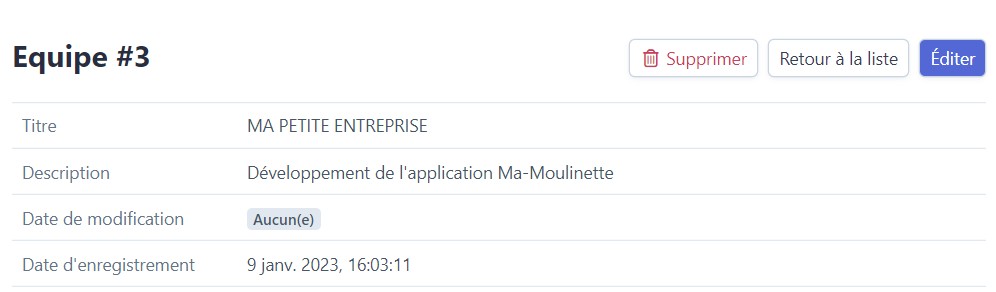 Equipe #3
Supprimer Retour à la liste Éditer
Titre MA PETITE ENTREPRISE
Description Développement de l'application Ma-Moulinette
Date de modification Aucun(e)
Date d'enregistrement 9 janv. 2023, 16:03:11